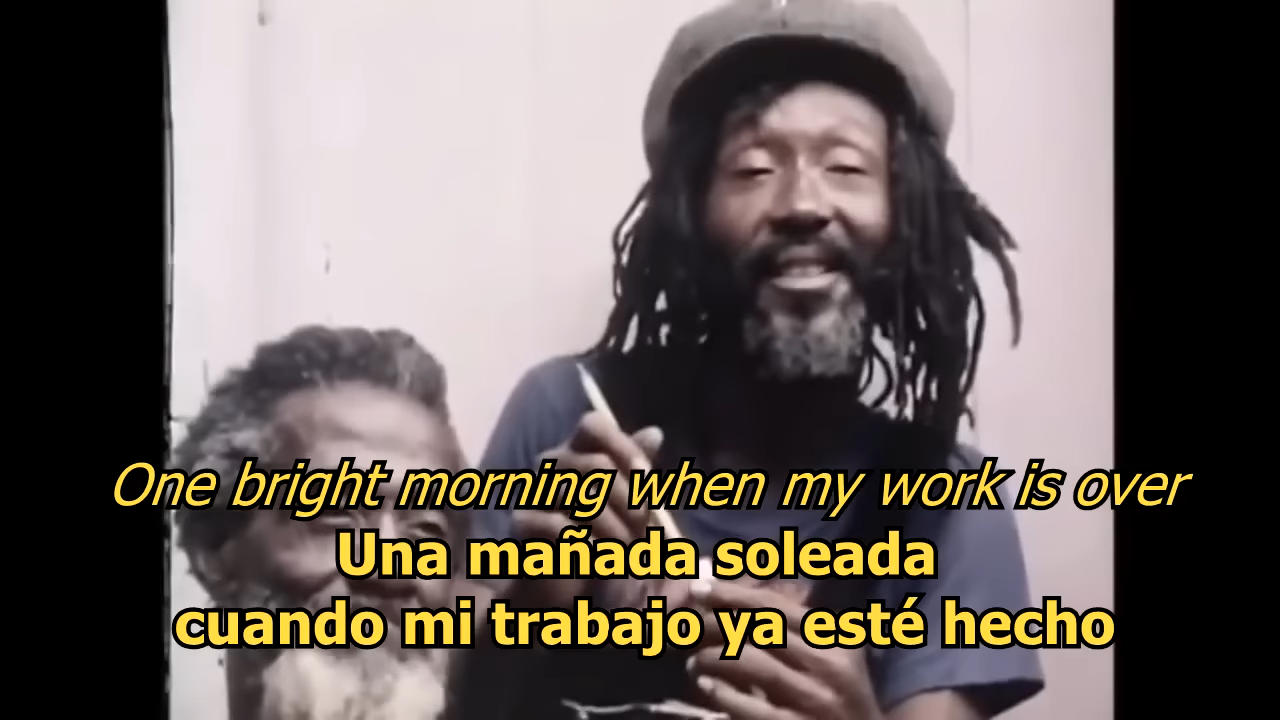 One bright morning when my work is over
Una mañada soleada
cuando mi trabajo ya esté hecho